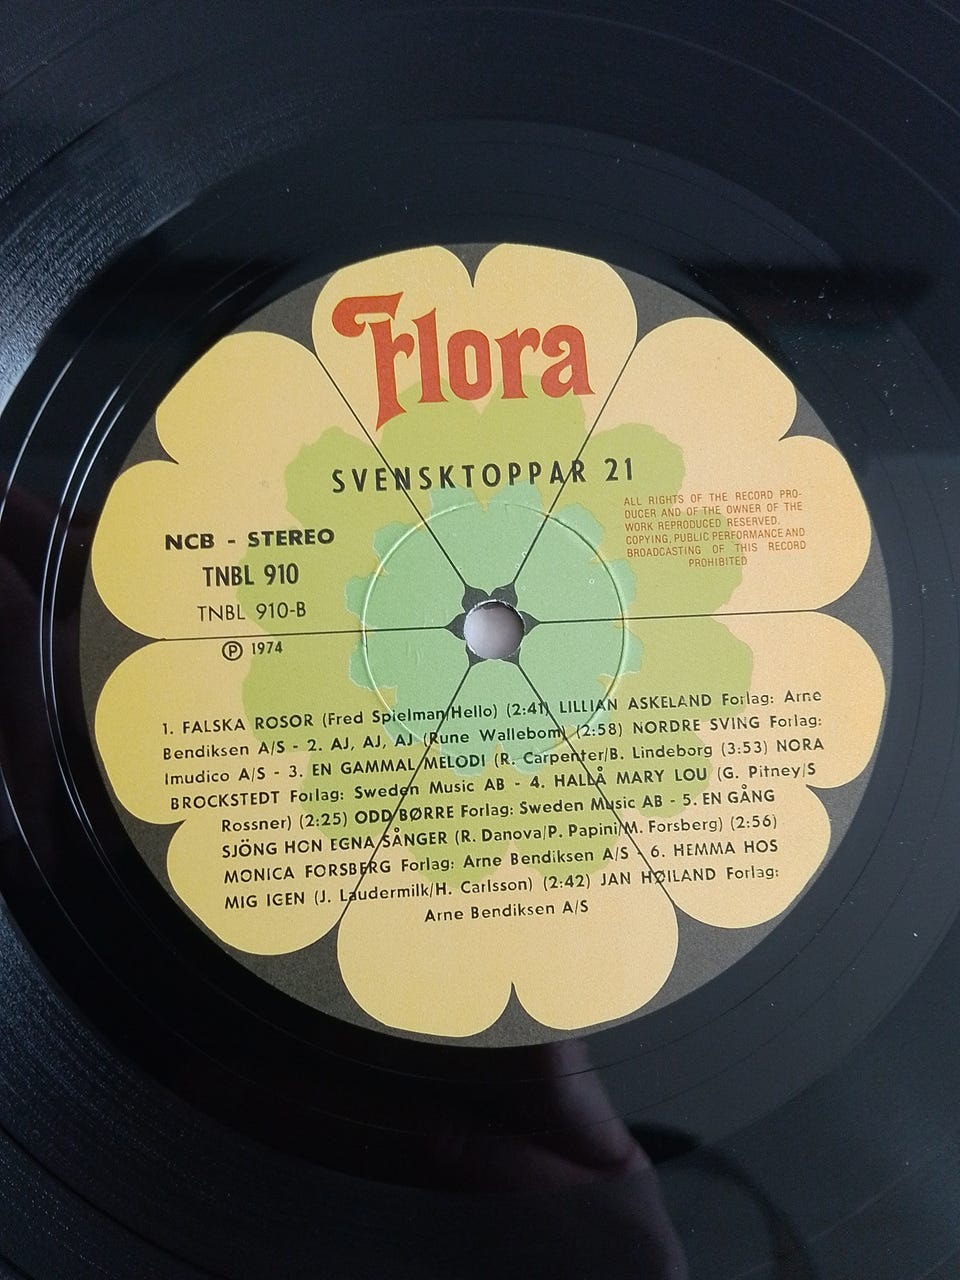 Flora
SVENSKTOPPAR 21
ALL RIGHTS OF THE RECORD PRO-
DUCER AND OF THE OWNER OF THE
WORK REPRODUCED RESERVED.
COPYING, PUBLIC PERFORMANCE AND
BROADCASTING OF THIS RECORD
PROHIBITED
NCB - STEREO
TNBL 910
TNBL 910-B
Ⓟ 1974
1. FALSKA ROSOR (Fred Spielman/Hello) (2:41) LILLIAN ASKELAND Forlag: Arne
Bendiksen A/S - 2. AJ, AJ, AJ (Rune Wallebom) (2:58) NORDRE SVING Forlag:
Imudico A/S - 3. EN GAMMAL MELODI (R. Carpenter/B. Lindeborg (3:53) NORA
BROCKSTEDT Forlag: Sweden Music AB - 4. HALLÅ MARY LOU (G. Pitney/S
Rossner) (2:25) ODD BØRRE Forlag: Sweden Music AB - 5. EN GÅNG
SJÖNG HON EGNA SÅNGER (R. Danova/P. Papini/M. Forsberg) (2:56)
MONICA FORSBERG Forlag: Arne Bendiksen A/S - 6. HEMMA HOS
MIG IGEN (J. Laudermilk/H. Carlsson) (2:42) JAN HØILAND Forlag:
Arne Bendiksen A/S